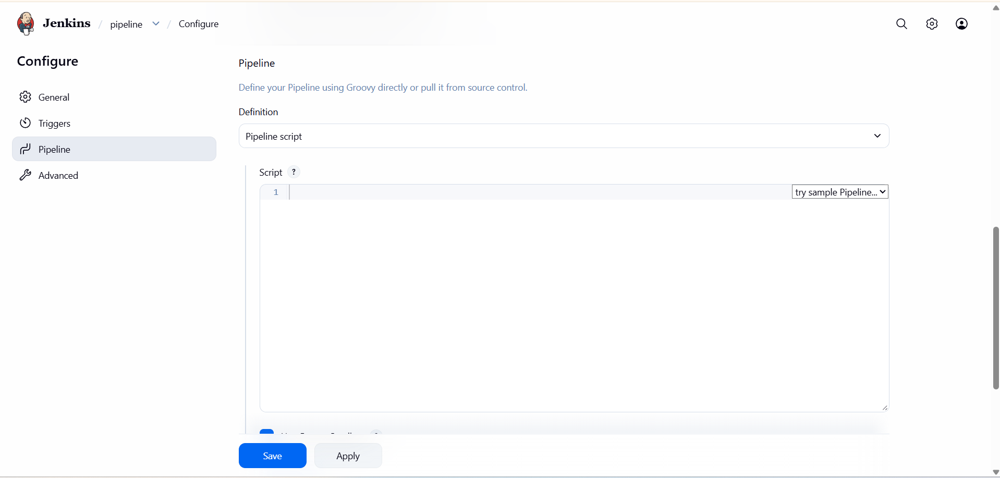 Jenkins / pipeline / Configure
Configure
General
Triggers
Pipeline
Advanced
Pipeline
Define your Pipeline using Groovy directly or pull it from source control.
Definition
Pipeline script
Script ?
1
try sample Pipeline...
Save
Apply